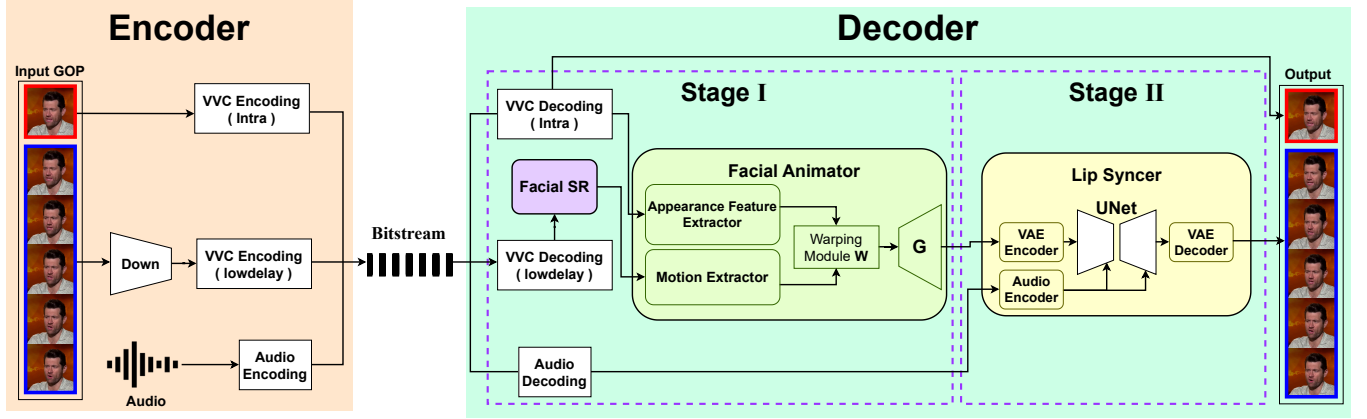 Encoder
Input GOP
VVC Encoding
( Intra )
Down
VVC Encoding
( lowdelay )
Audio
Audio
Encoding
Bitstream
Decoder
Stage I
VVC Decoding
( Intra )
Facial SR
VVC Decoding
( lowdelay )
Audio
Decoding
Facial Animator
Appearance Feature
Extractor
Motion Extractor
Warping
Module W
G
Stage II
Lip Syncer
UNet
VAE
Encoder
Audio
Encoder
VAE
Decoder
Output